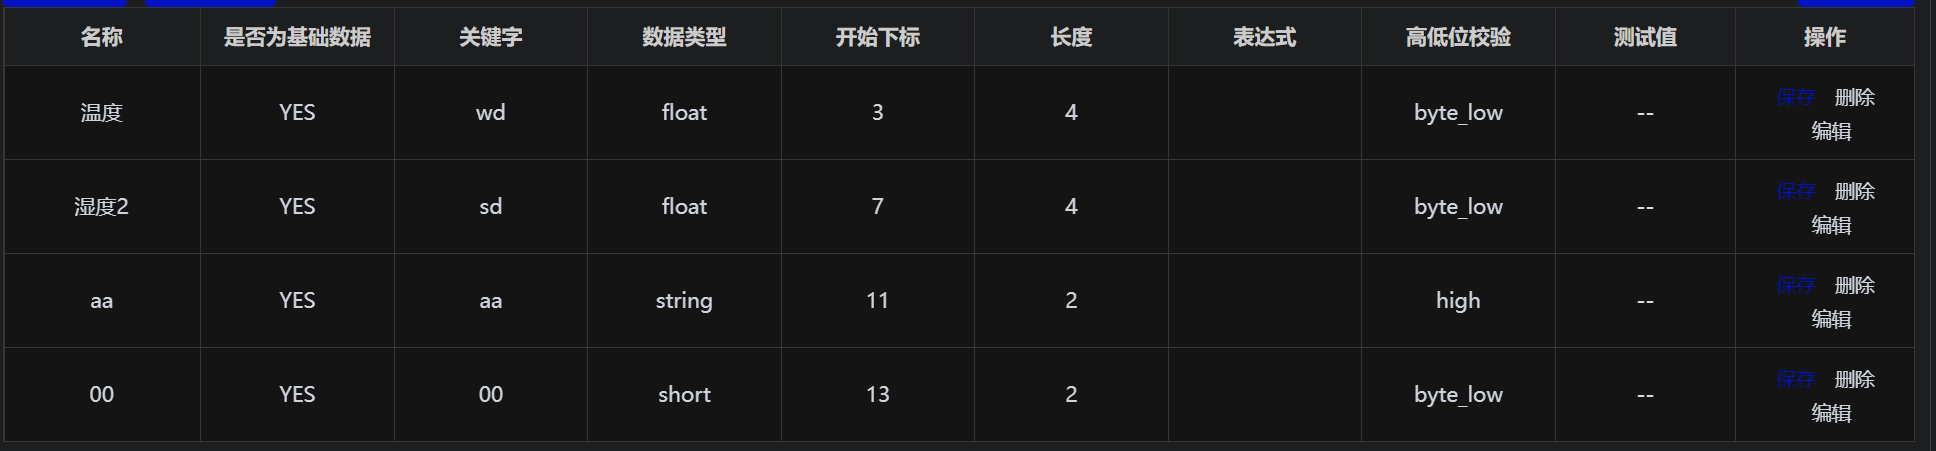 名称 是否为基础数据 关键字 数据类型 开始下标 长度 表达式 高低位校验 测试值 操作
温度 YES wd float 3 4 byte_low -- 保存 删除
编辑
湿度2 YES sd float 7 4 byte_low -- 保存 删除
编辑
aa YES aa string 11 2 high -- 保存 删除
编辑
00 YES 00 short 13 2 byte_low -- 保存 删除
编辑